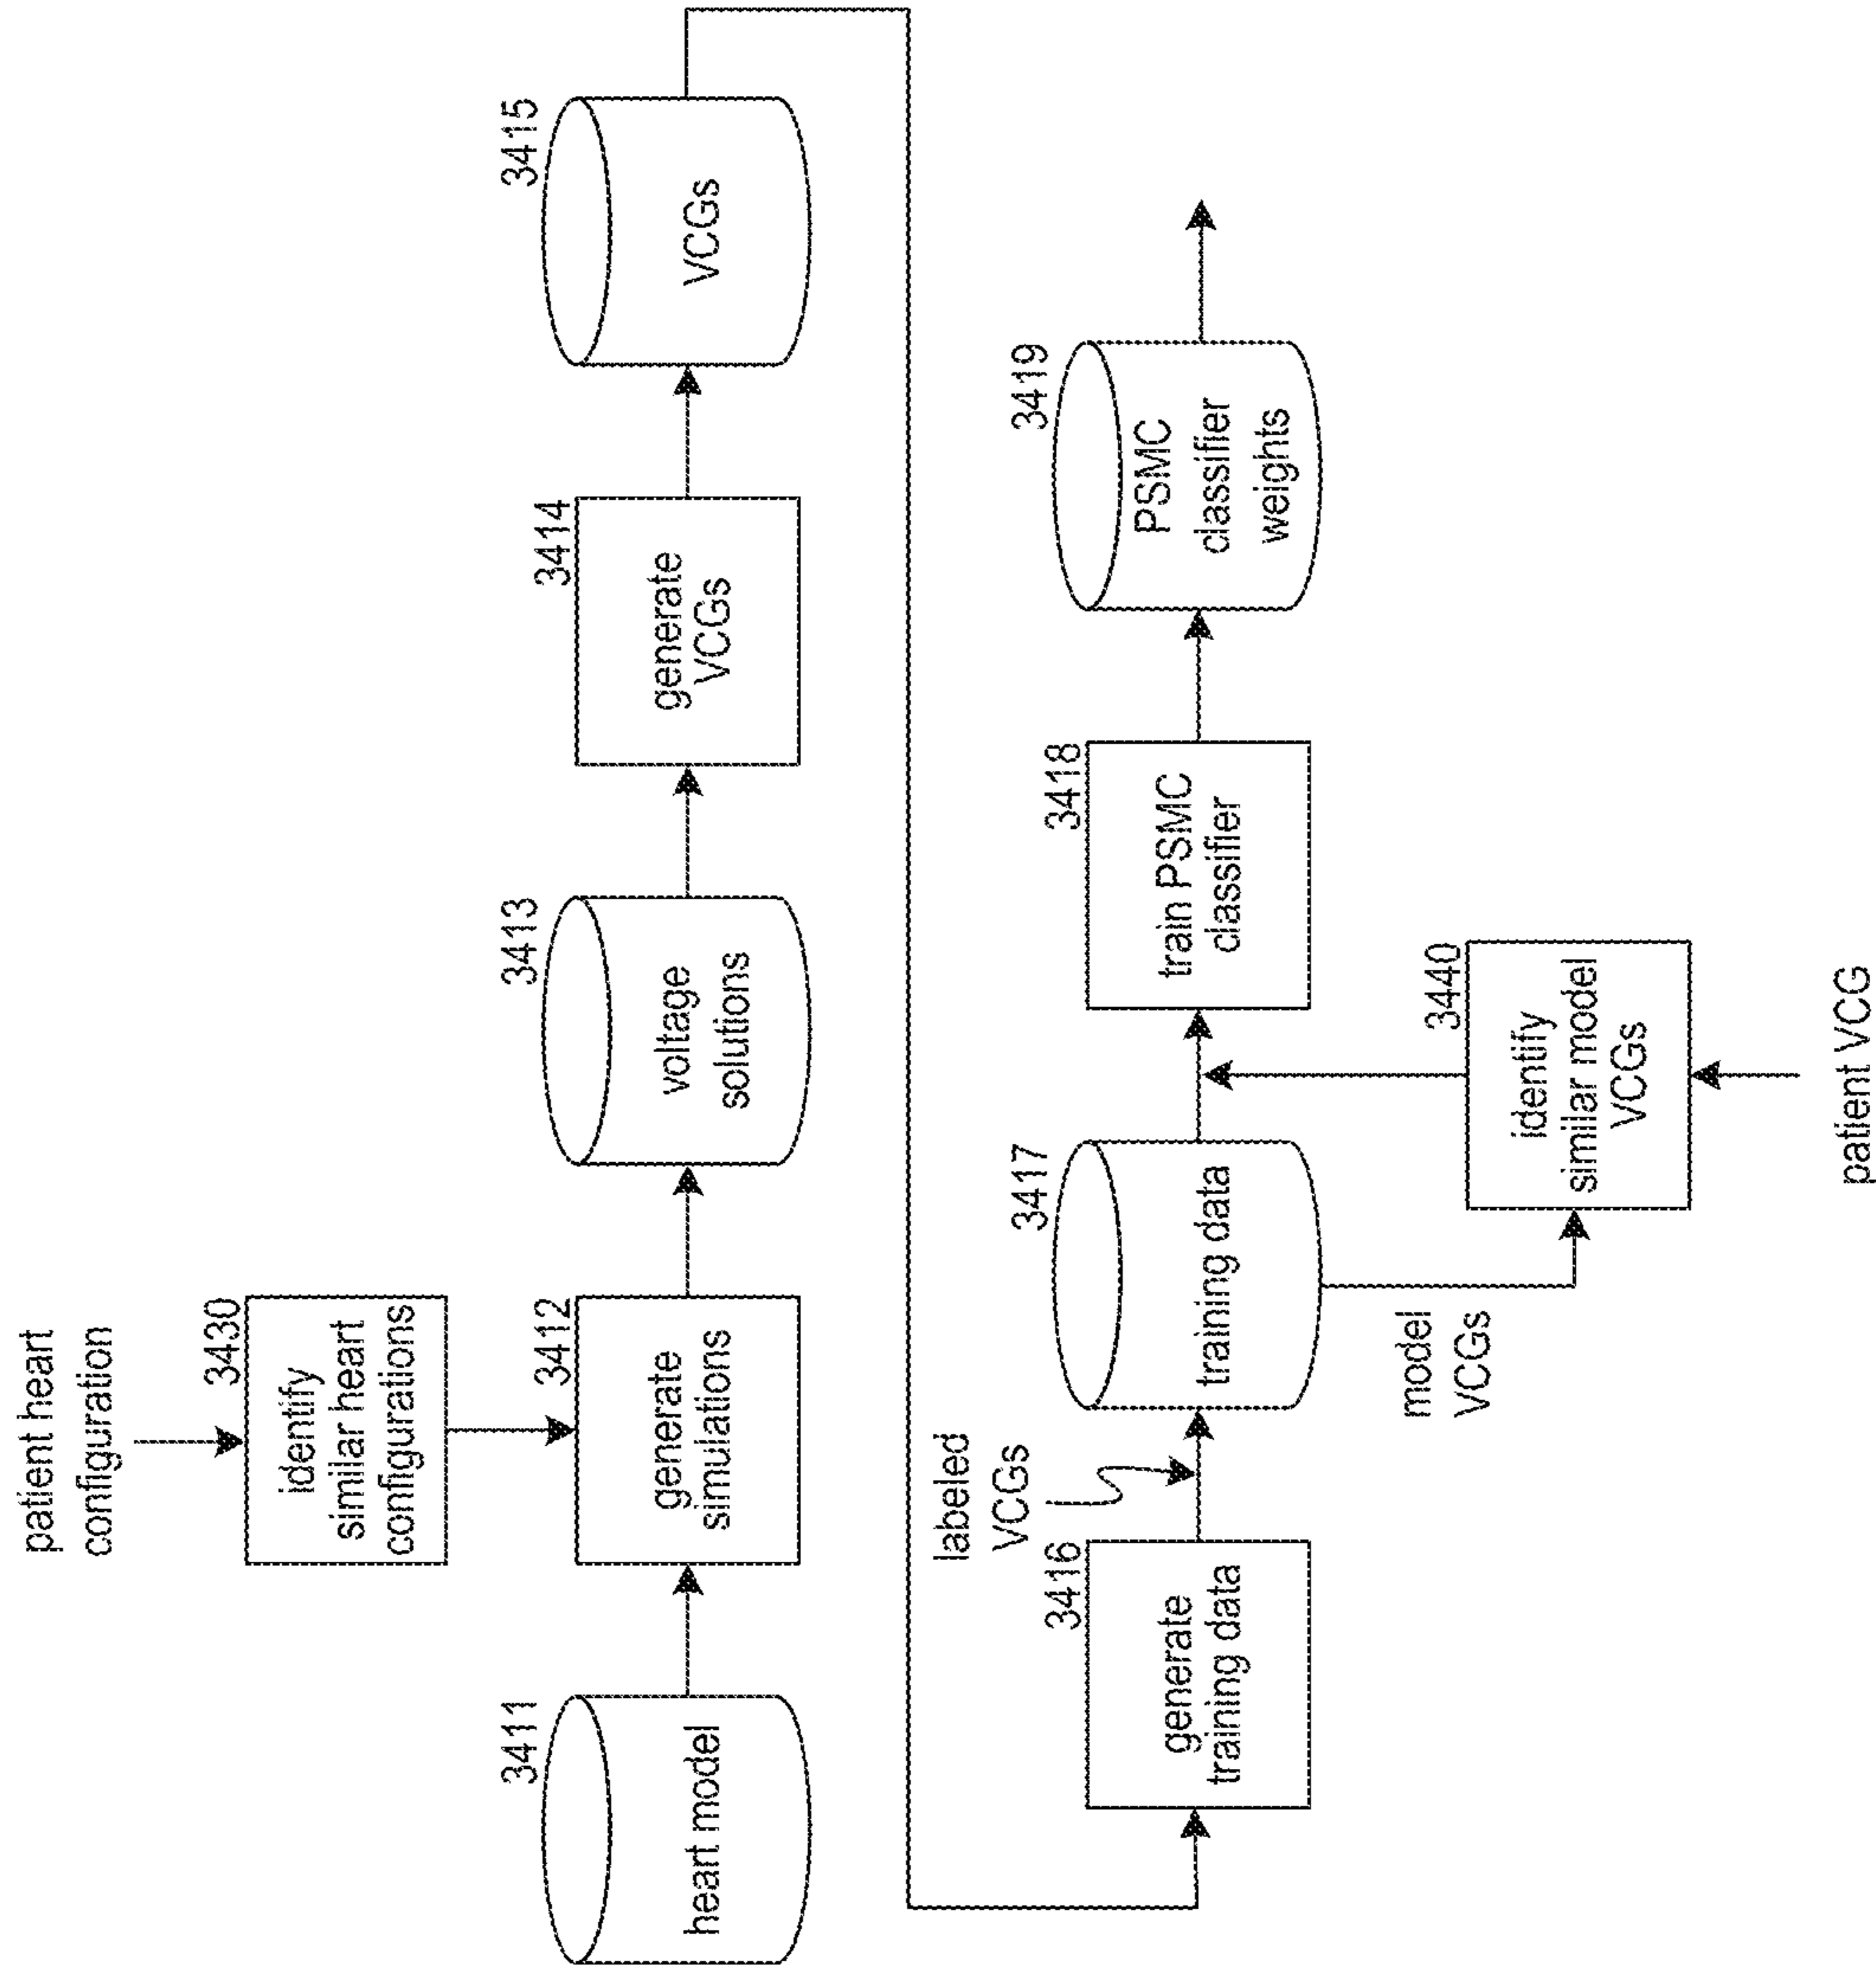 patient heart
configuration
3430
identify
similar heart
configurations
3411
heart model
3412
generate
simulations
3413
voltage
solutions
3414
generate
VCGs
3415
VCGs
3416
generate
training data
labeled
VCGs
3417
training data
model
VCGs
3440
identify
similar model
VCGs
patient VCG
3418
train PSMC
classifier
3419
PSMC
classifier
weights